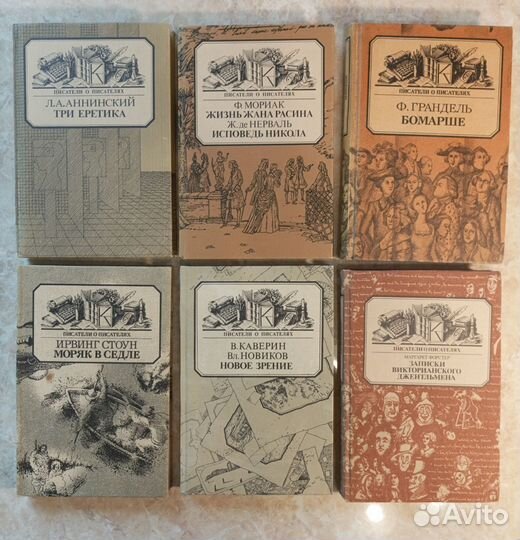 ПИСАТЕЛИ О ПИСАТЕЛЯХ
Л.А.АННИНСКИЙ
ТРИ ЕРЕТИКА
ПИСАТЕЛИ О ПИСАТЕЛЯХ
Ф. МОРИАК
ЖИЗНЬ ЖАНА РАСИНА
Ж. де НЕРВАЛЬ
ИСПОВЕДЬ НИКОЛА
ПИСАТЕЛИ О ПИСАТЕЛЯХ
Ф. ГРАНДЕЛЬ
БОМАРШЕ
ПИСАТЕЛИ О ПИСАТЕЛЯХ
ИРВИНГ СТОУН
МОРЯК В СЕДЛЕ
ПИСАТЕЛИ О ПИСАТЕЛЯХ
В. КАВЕРИН
Вл. НОВИКОВ
НОВОЕ ЗРЕНИЕ
ПИСАТЕЛИ О ПИСАТЕЛЯХ
МАРГАРЕТ ФОРСТЕР
ЗАПИСКИ
ВИКТОРИАНСКОГО
ДЖЕНТЛЬМЕНА
Avito